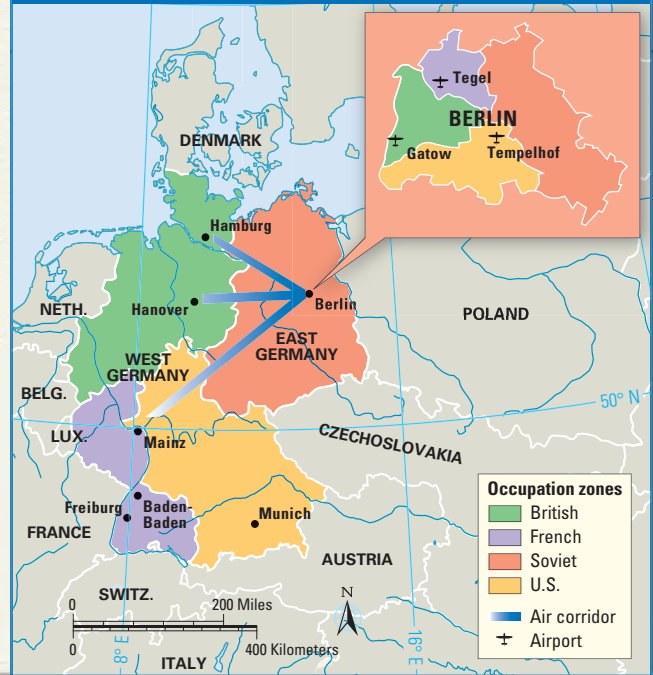 Tegel
BERLIN
Gatow
Tempelhof
DENMARK
Hamburg
NETH.
Hanover
Berlin
POLAND
EAST
GERMANY
WEST
GERMANY
BELG.
50° N
LUX.
Mainz
CZECHOSLOVAKIA
Freiburg
Baden-
Baden
Munich
FRANCE
AUSTRIA
SWITZ.
ITALY
8° E
16° E
N
0
200 Miles
0
400 Kilometers
Occupation zones
British
French
Soviet
U.S.
Air corridor
Airport